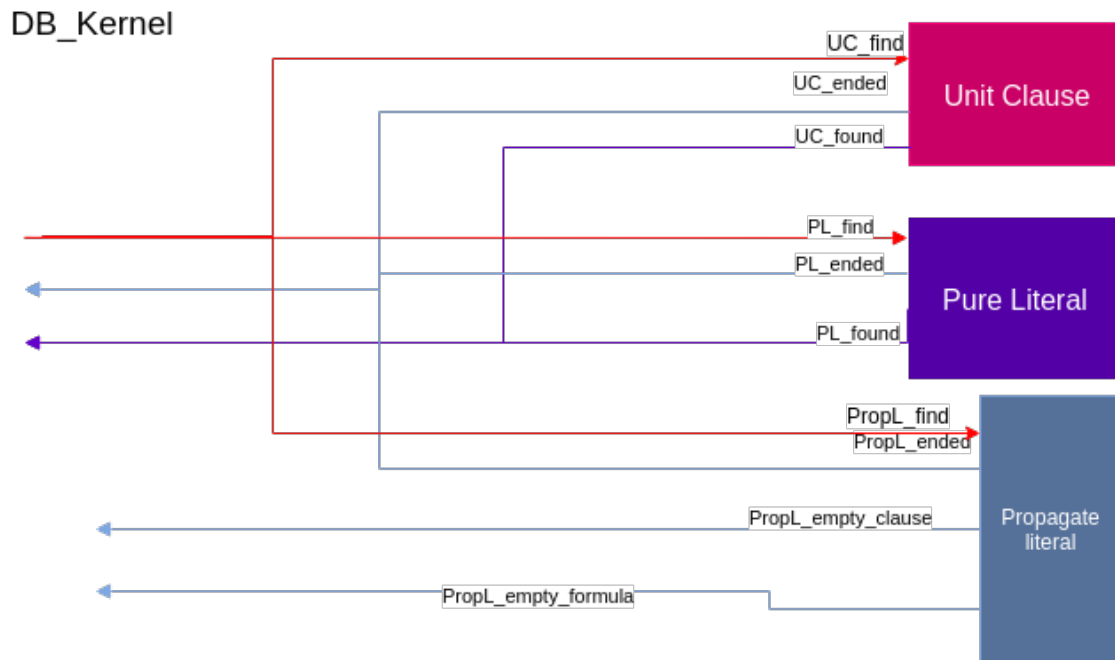 DB_Kernel
UC_find
UC_ended
Unit Clause
UC_found
PL_find
PL_ended
Pure Literal
PL_found
PropL_find
PropL_ended
PropL_empty_clause
Propagate
literal
PropL_empty_formula